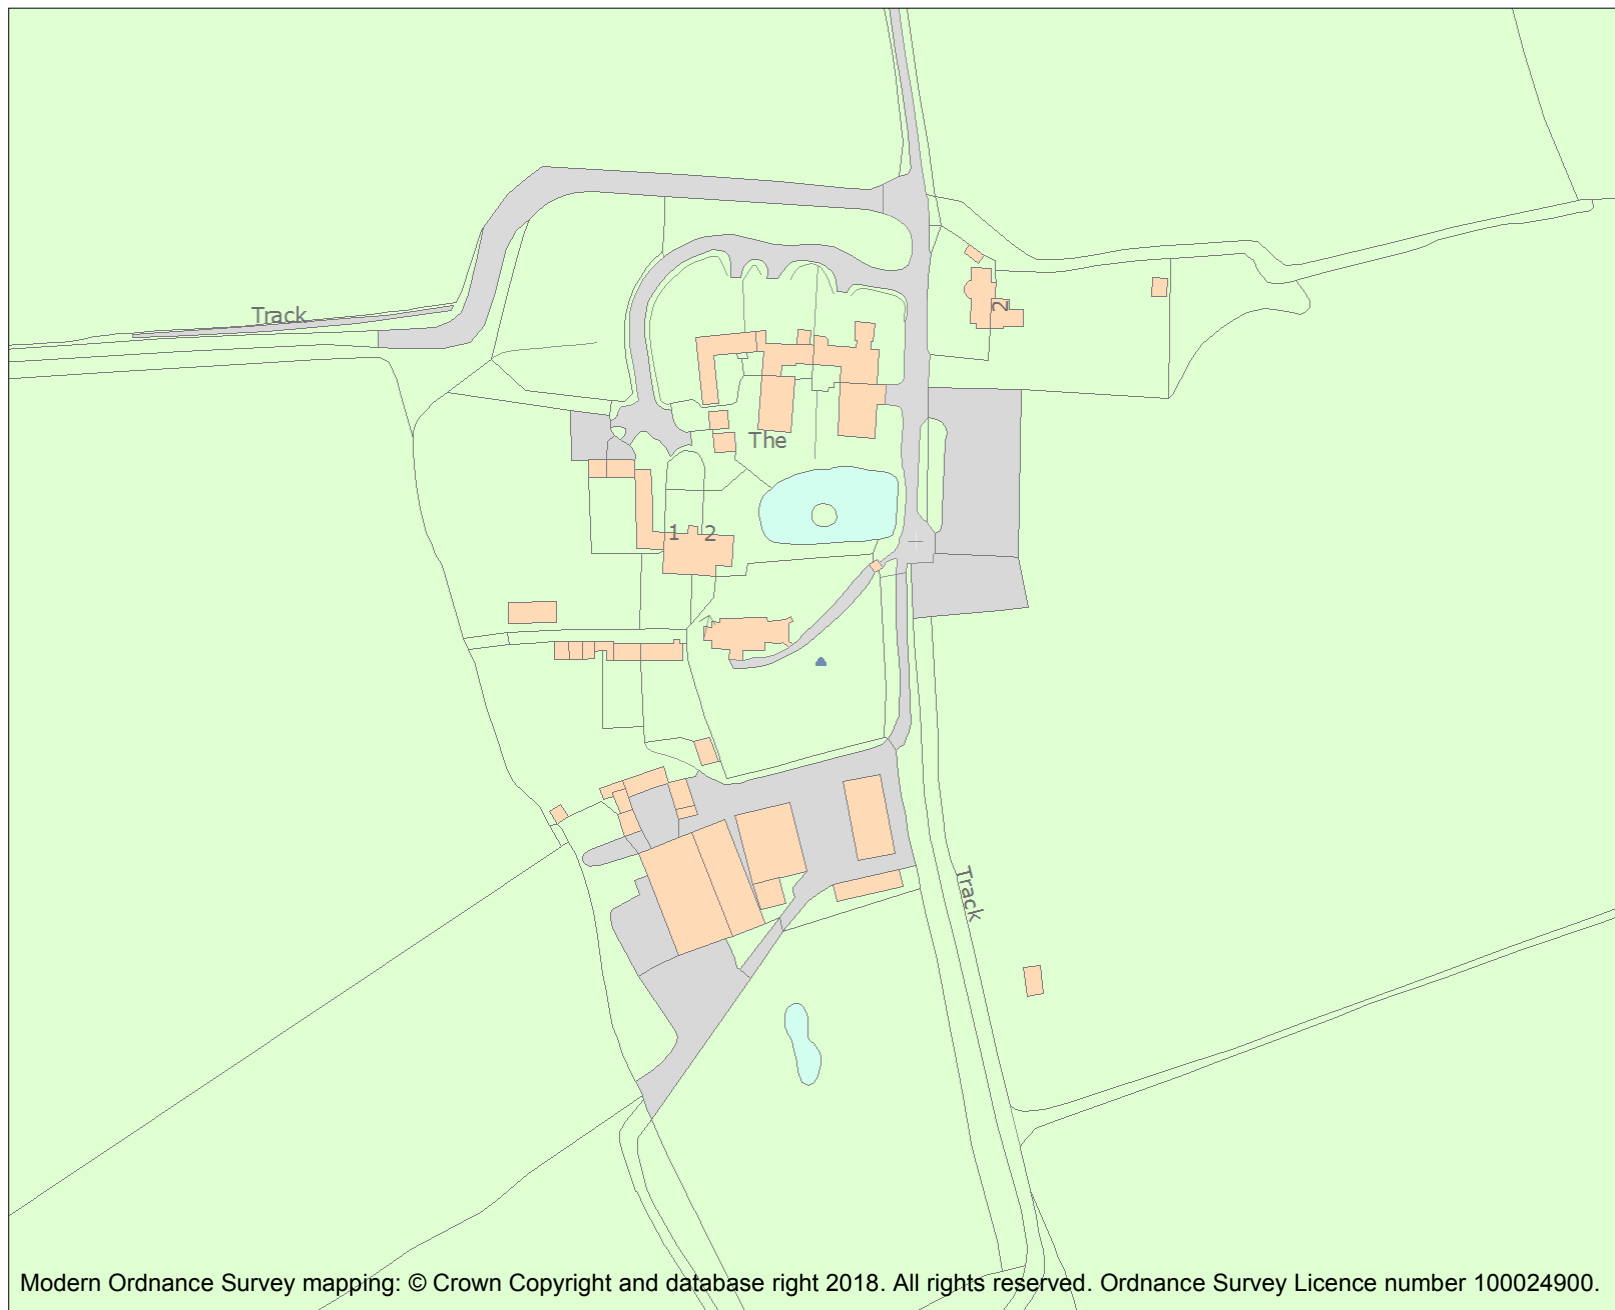 Track
2
The
1 2
Track
Modern Ordnance Survey mapping: © Crown Copyright and database right 2018. All rights reserved. Ordnance Survey Licence number 100024900.